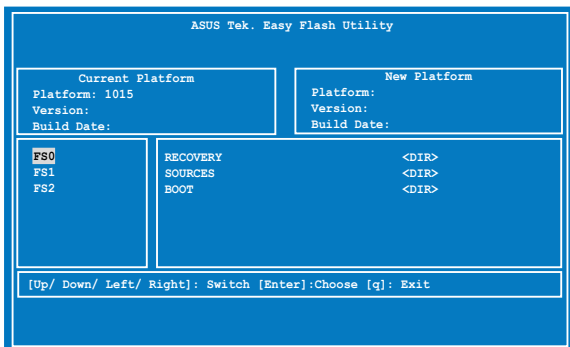 ASUS Tek. Easy Flash Utility
Current Platform
Platform: 1015
Version:
Build Date:
New Platform
Platform:
Version:
Build Date:
FS0
FS1
FS2
RECOVERY <DIR>
SOURCES <DIR>
BOOT <DIR>
[Up/ Down/ Left/ Right]: Switch [Enter]:Choose [q]: Exit